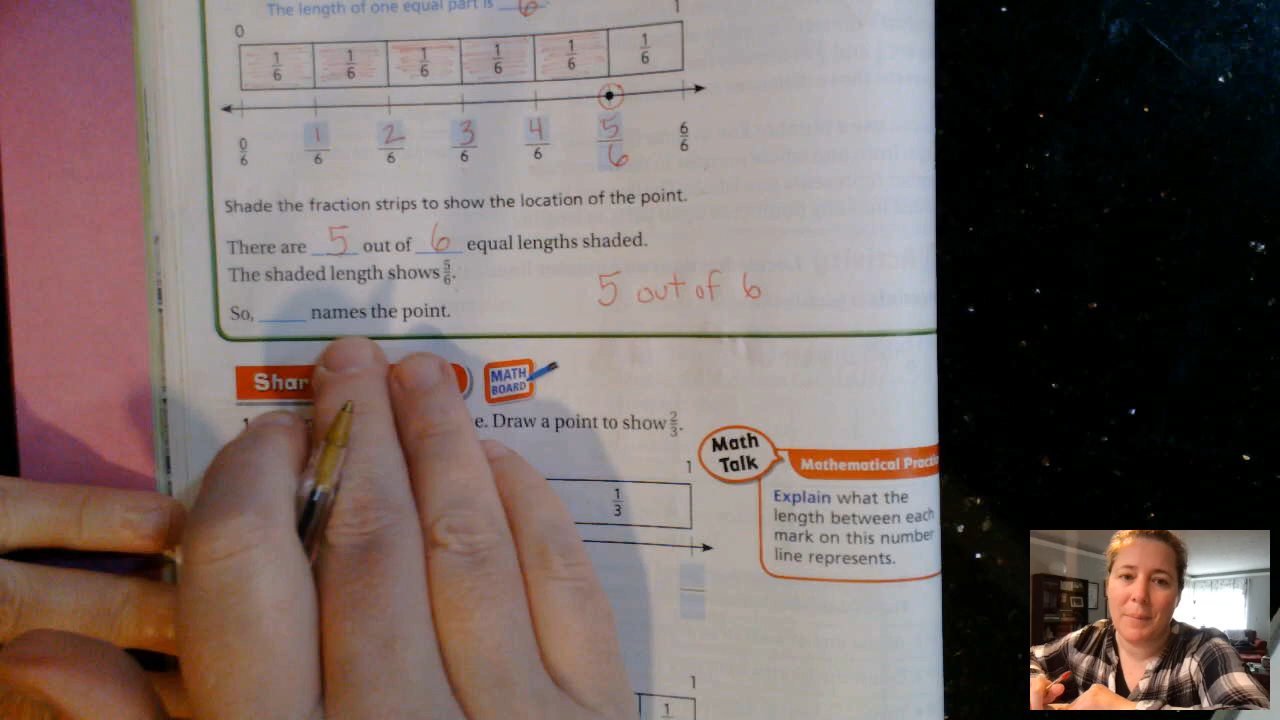 The length of one equal part is 6.
0 1
1/6 1/6 1/6 1/6 1/6 1/6
0/6 1/6 2/6 3/6 4/6 5/6 6/6
Shade the fraction strips to show the location of the point.
There are 5 out of 6 equal lengths shaded.
The shaded length shows 5/6.
5 out of 6
So, ____ names the point.
MATH
BOARD
e. Draw a point to show 2/3.
1
1/3
Math
Talk
Explain what the
length between each
mark on this number
line represents.
1
1